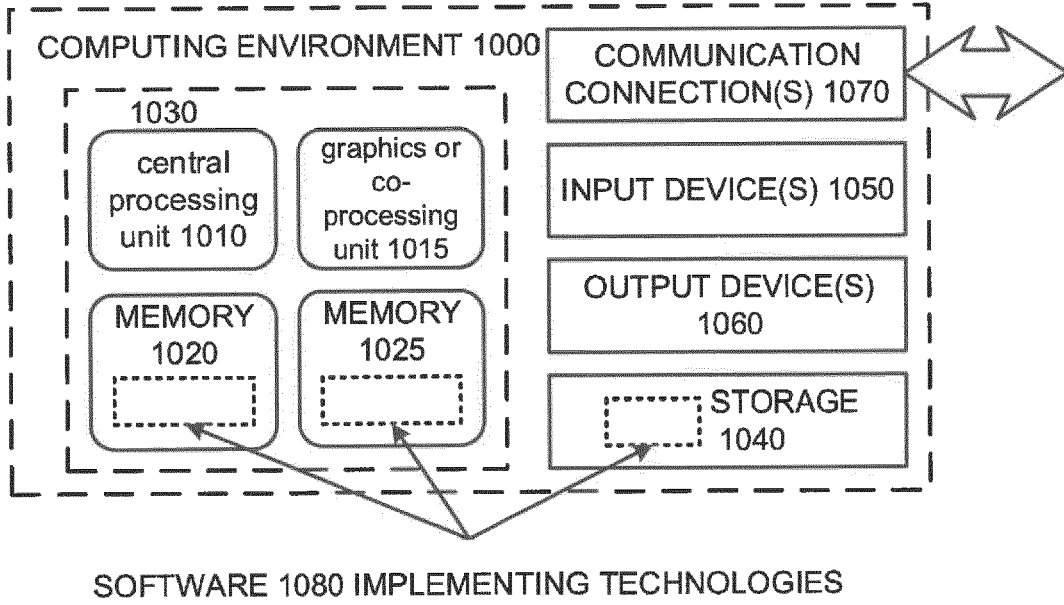 COMPUTING ENVIRONMENT 1000
1030
central
processing
unit 1010
graphics or
co-
processing
unit 1015
MEMORY
1020
MEMORY
1025
COMMUNICATION
CONNECTION(S) 1070
INPUT DEVICE(S) 1050
OUTPUT DEVICE(S)
1060
STORAGE
1040
SOFTWARE 1080 IMPLEMENTING TECHNOLOGIES